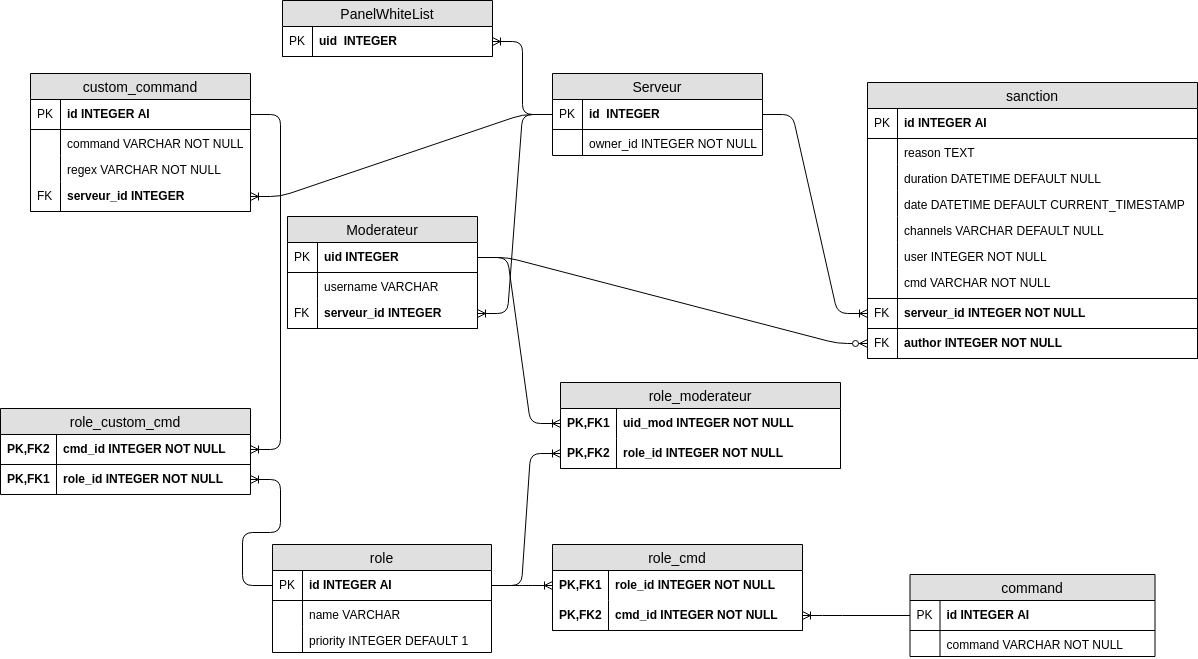 PanelWhiteList
PK uid  INTEGER
custom_command
PK id INTEGER AI
command VARCHAR NOT NULL
regex VARCHAR NOT NULL
FK serveur_id INTEGER
Serveur
PK id  INTEGER
owner_id INTEGER NOT NULL
sanction
PK id INTEGER AI
reason TEXT
duration DATETIME DEFAULT NULL
date DATETIME DEFAULT CURRENT_TIMESTAMP
channels VARCHAR DEFAULT NULL
user INTEGER NOT NULL
cmd VARCHAR NOT NULL
FK serveur_id INTEGER NOT NULL
FK author INTEGER NOT NULL
Moderateur
PK uid INTEGER
username VARCHAR
FK serveur_id INTEGER
role_moderateur
PK,FK1 uid_mod INTEGER NOT NULL
PK,FK2 role_id INTEGER NOT NULL
role_custom_cmd
PK,FK2 cmd_id INTEGER NOT NULL
PK,FK1 role_id INTEGER NOT NULL
role
PK id INTEGER AI
name VARCHAR
priority INTEGER DEFAULT 1
role_cmd
PK,FK1 role_id INTEGER NOT NULL
PK,FK2 cmd_id INTEGER NOT NULL
command
PK id INTEGER AI
command VARCHAR NOT NULL